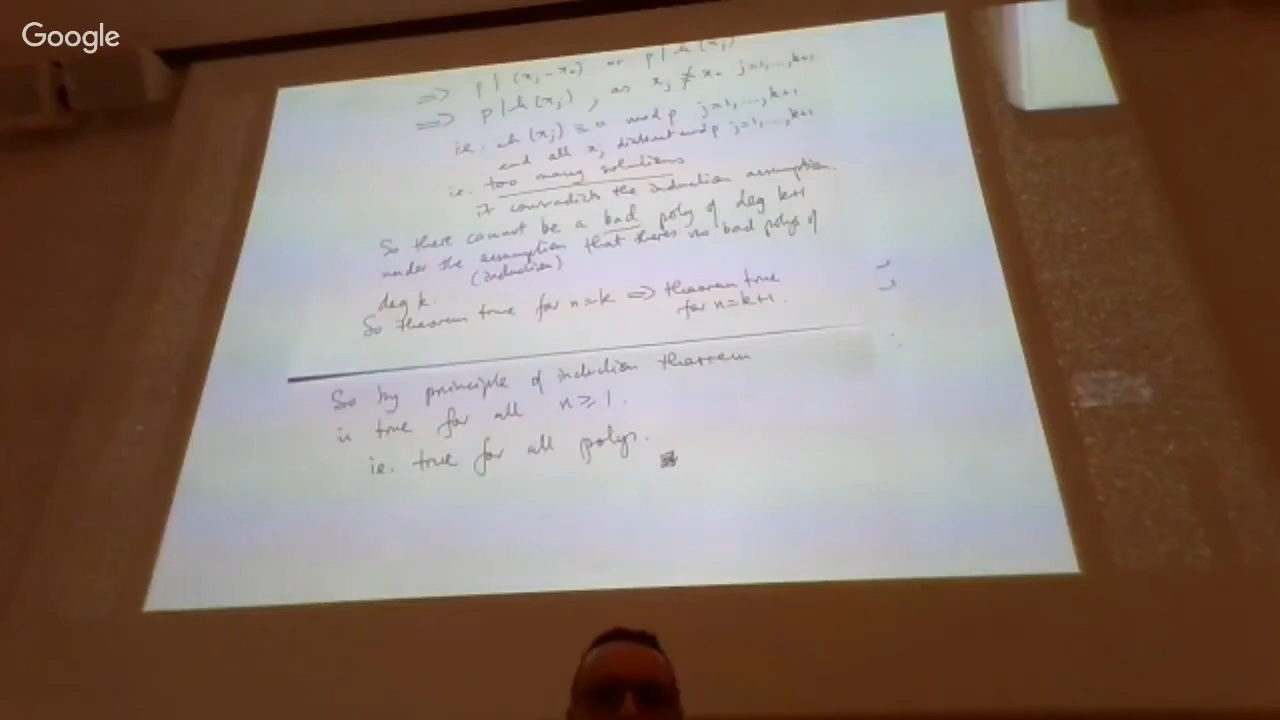 Google
=> p | (x_j - x_0) or p | h(x_j)
=> p | h(x_j), as x_j ≢ x_0 j=1,...,k+1
i.e. h(x_j) ≡ 0 mod p j=1,...,k+1
and all x_j distinct mod p j=1,...,k+1
i.e. too many solutions
it contradicts the induction assumption.
So there cannot be a bad poly of deg k+1
under the assumption that there's no bad polys of
(induction)
deg k.
So theorem true for n=k => theorem true
for n=k+1.
So by principle of induction theorem
is true for all n≥1.
ie. true for all polys.